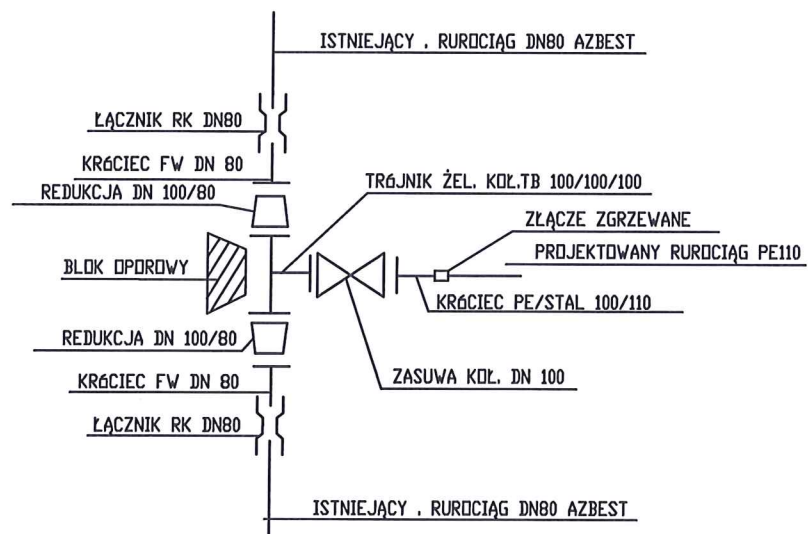 ISTNIEJĄCY . RUROCIĄG DN80 AZBEST
ŁĄCZNIK RK DN80
KRóCIEC FW DN 80
REDUKCJA DN 100/80
TRóJNIK ŻEL. KOŁ.TB 100/100/100
ZŁĄCZE ZGRZEWANE
PROJEKTOWANY RUROCIĄG PE110
BLOK OPOROWY
KRóCIEC PE/STAL 100/110
REDUKCJA DN 100/80
KRóCIEC FW DN 80
ZASUWA KOŁ. DN 100
ŁĄCZNIK RK DN80
ISTNIEJĄCY . RUROCIĄG DN80 AZBEST